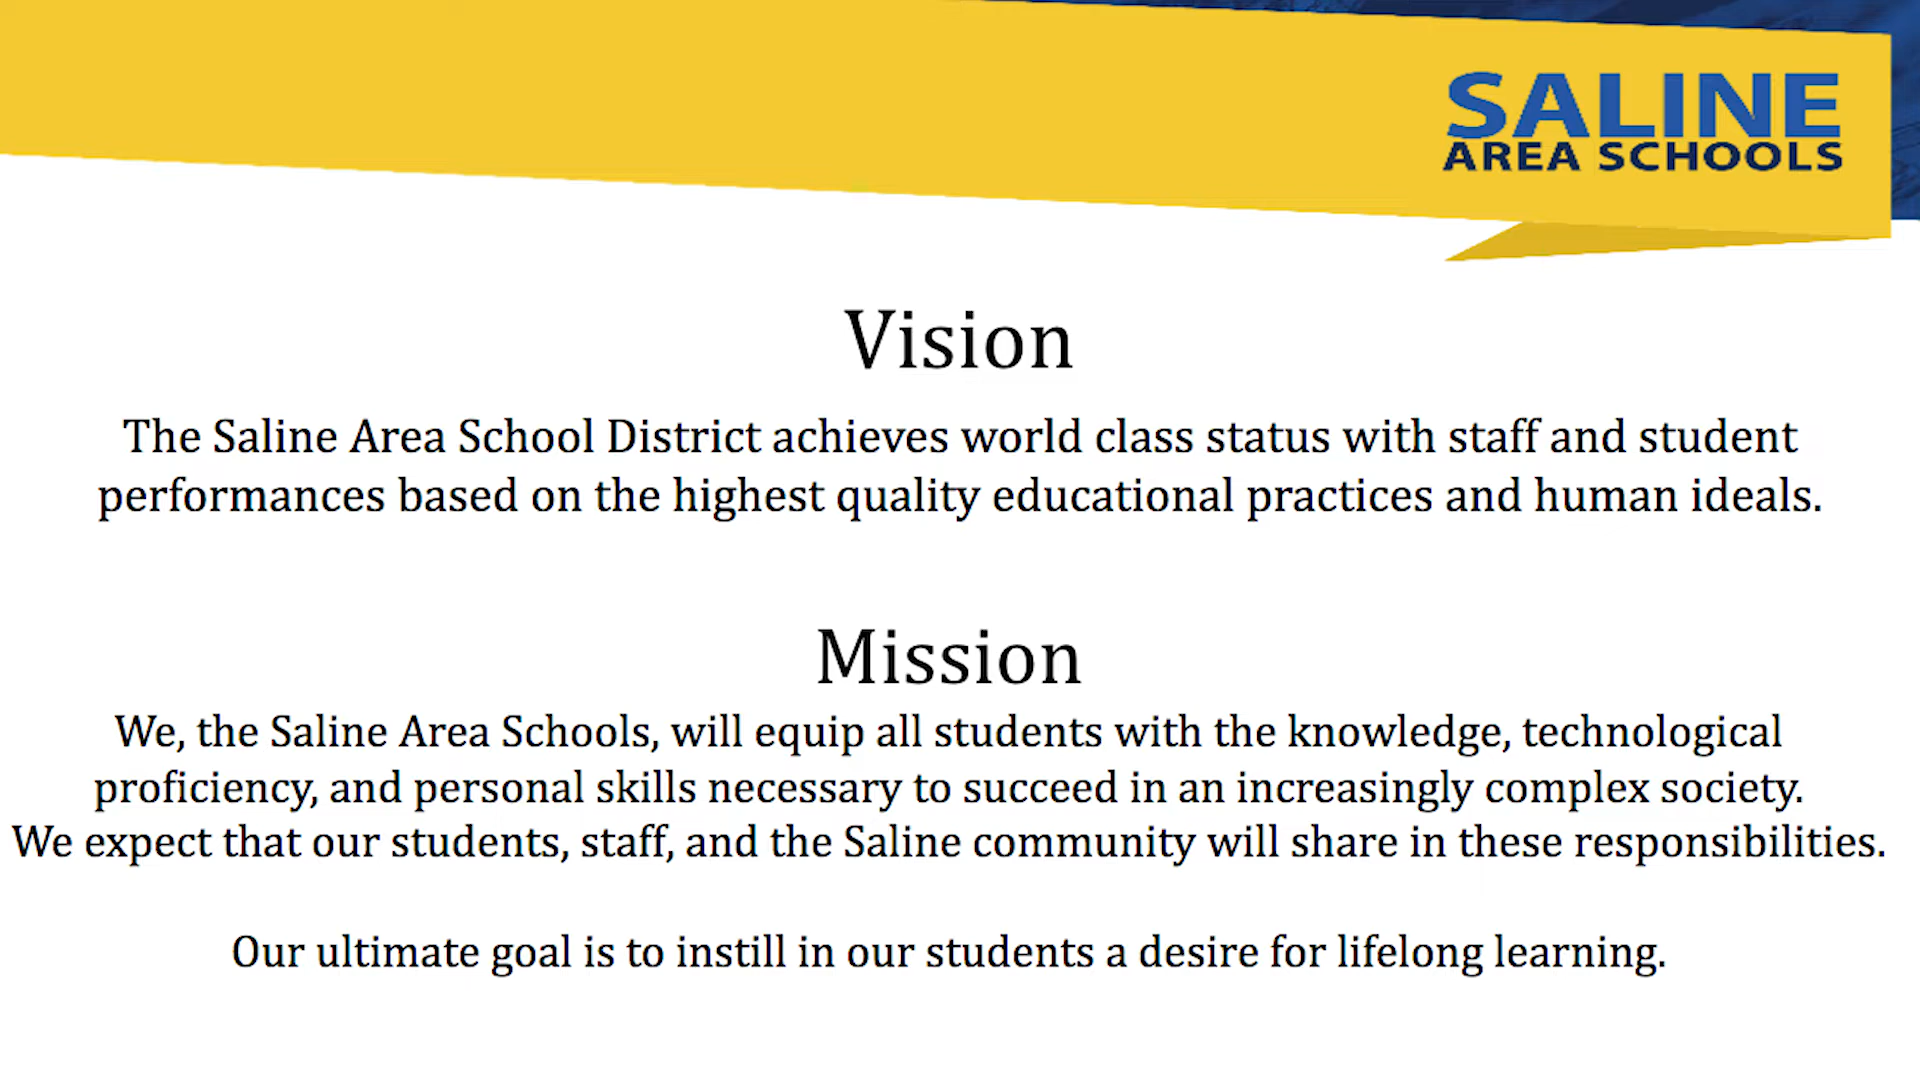 SALINE
AREA SCHOOLS
Vision
The Saline Area School District achieves world class status with staff and student
performances based on the highest quality educational practices and human ideals.
Mission
We, the Saline Area Schools, will equip all students with the knowledge, technological
proficiency, and personal skills necessary to succeed in an increasingly complex society.
We expect that our students, staff, and the Saline community will share in these responsibilities.
Our ultimate goal is to instill in our students a desire for lifelong learning.